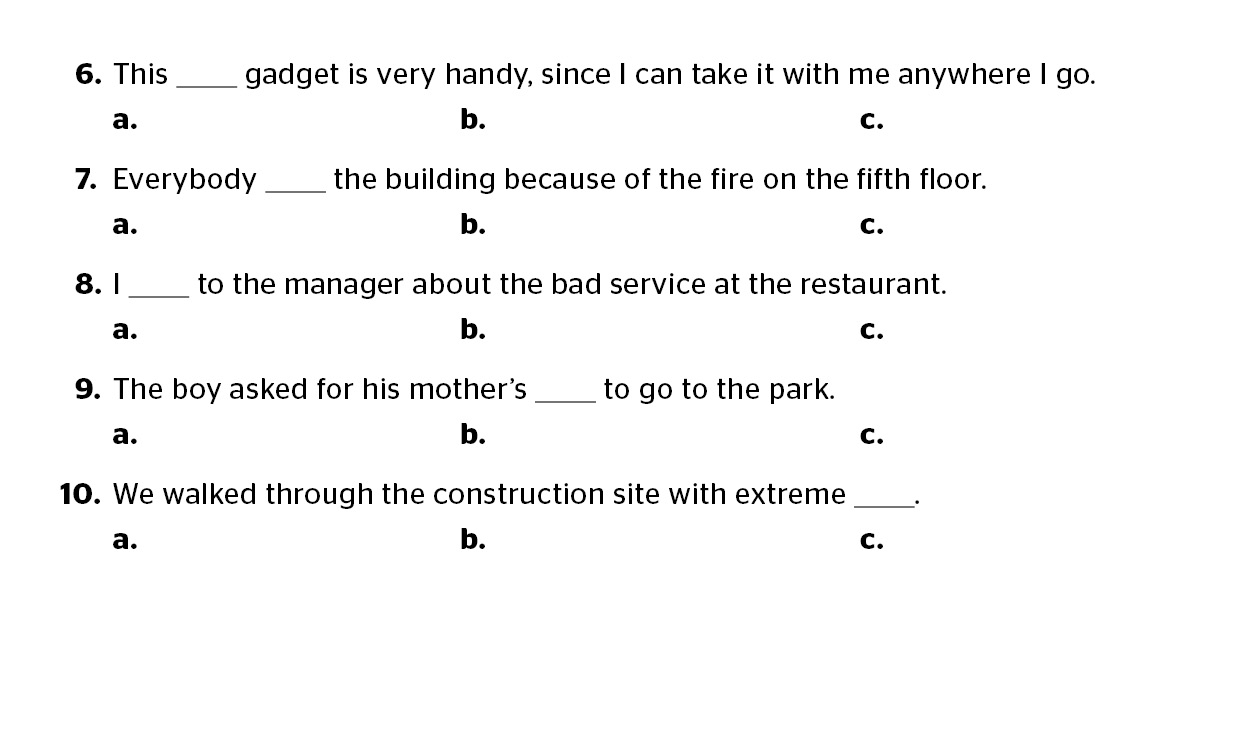 6. This ____ gadget is very handy, since I can take it with me anywhere I go.
a. b. c.
7. Everybody ____ the building because of the fire on the fifth floor.
a. b. c.
8. I ____ to the manager about the bad service at the restaurant.
a. b. c.
9. The boy asked for his mother’s ____ to go to the park.
a. b. c.
10. We walked through the construction site with extreme ____.
a. b. c.